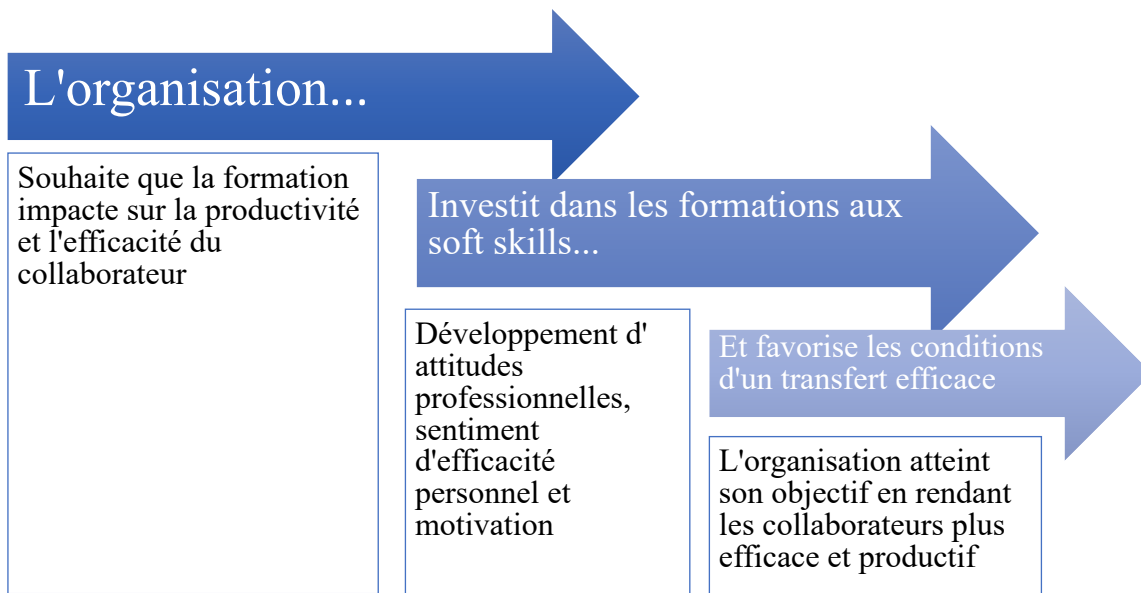 L'organisation...
Souhaite que la formation
impacte sur la productivité
et l'efficacité du
collaborateur
Investit dans les formations aux
soft skills...
Développement d'
attitudes
professionnelles,
sentiment
d'efficacité
personnel et
motivation
Et favorise les conditions
d'un transfert efficace
L'organisation atteint
son objectif en rendant
les collaborateurs plus
efficace et productif